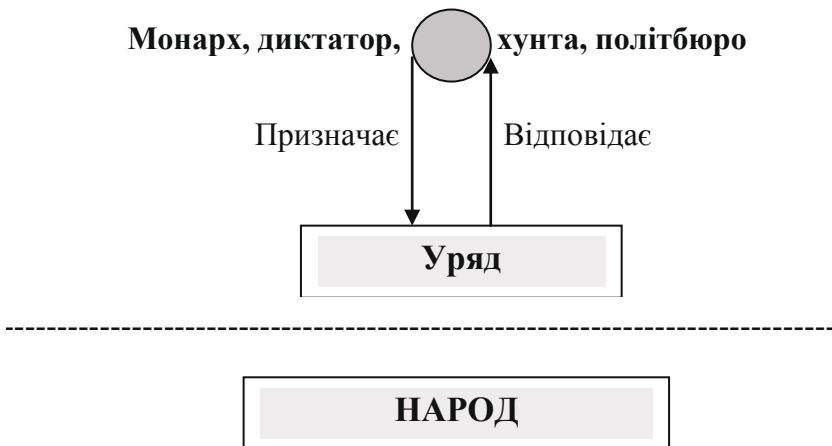 Монарх, диктатор, хунта, політбюро
Призначає Відповідає
Уряд
НАРОД